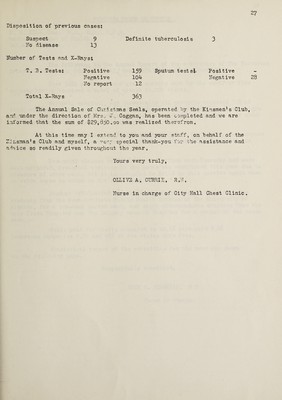 27
Disposition of previous cases:
Suspect 9 Definite tuberculosis 3
No disease 13
Number of Tests and X-Rays:
T. B. Tests: Positive 159 Sputum tests: Positive -
Negative 104 Negative 28
No report 12
Total X-Rays 363
The Annual Sale of Christmas Seals, operated by the Kinsmen's Club,
and under the direction of Mrs. Coggan, has been completed and we are
informed that the sum of $29,850.00 was realized therefrom.
At this time may I extend to you and your staff, on behalf of the
Kinsmen's Club and myself, a very special thank-you for the assistance and
advice so readily given throughout the year.
Yours very truly,
OLLIVE A. R.N.
Nurse in charge of City Hall Chest Clinic.